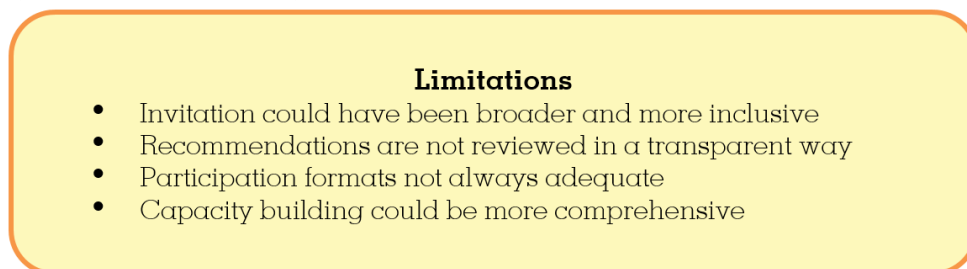 Limitations
• Invitation could have been broader and more inclusive
• Recommendations are not reviewed in a transparent way
• Participation formats not always adequate
• Capacity building could be more comprehensive